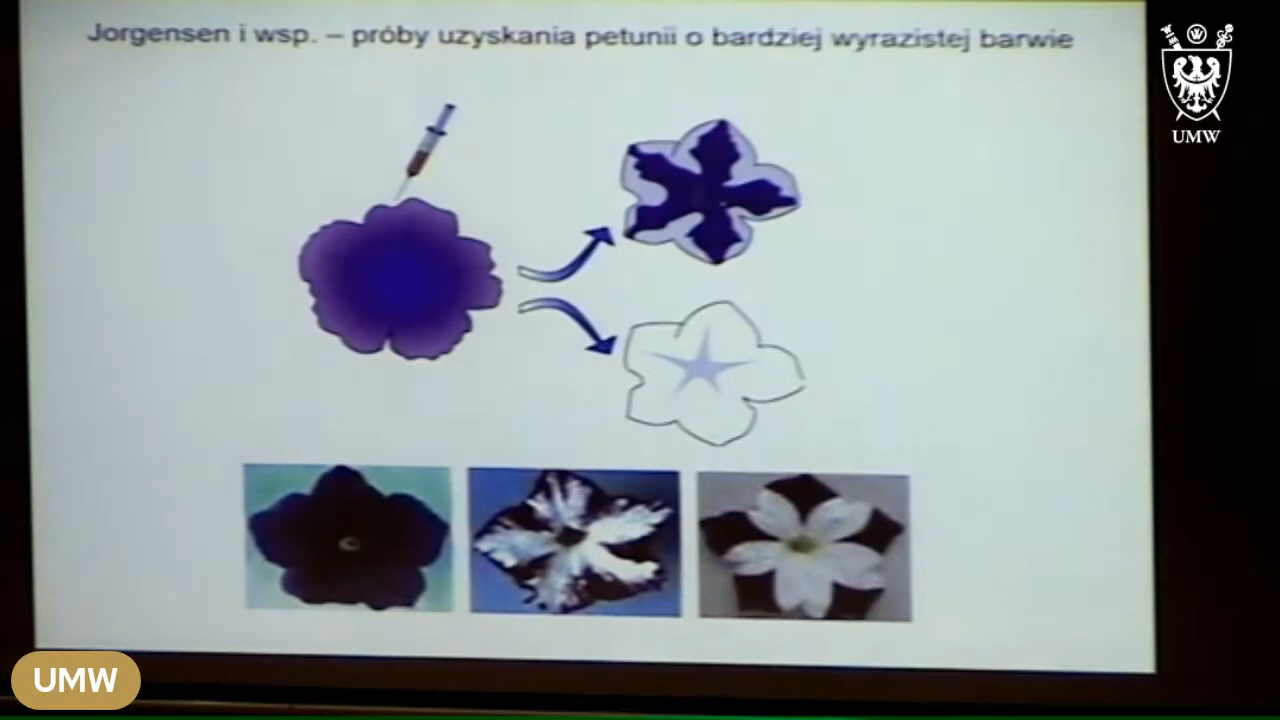 Jorgensen i wsp. – próby uzyskania petunii o bardziej wyrazistej barwie
W
UMW
UMW